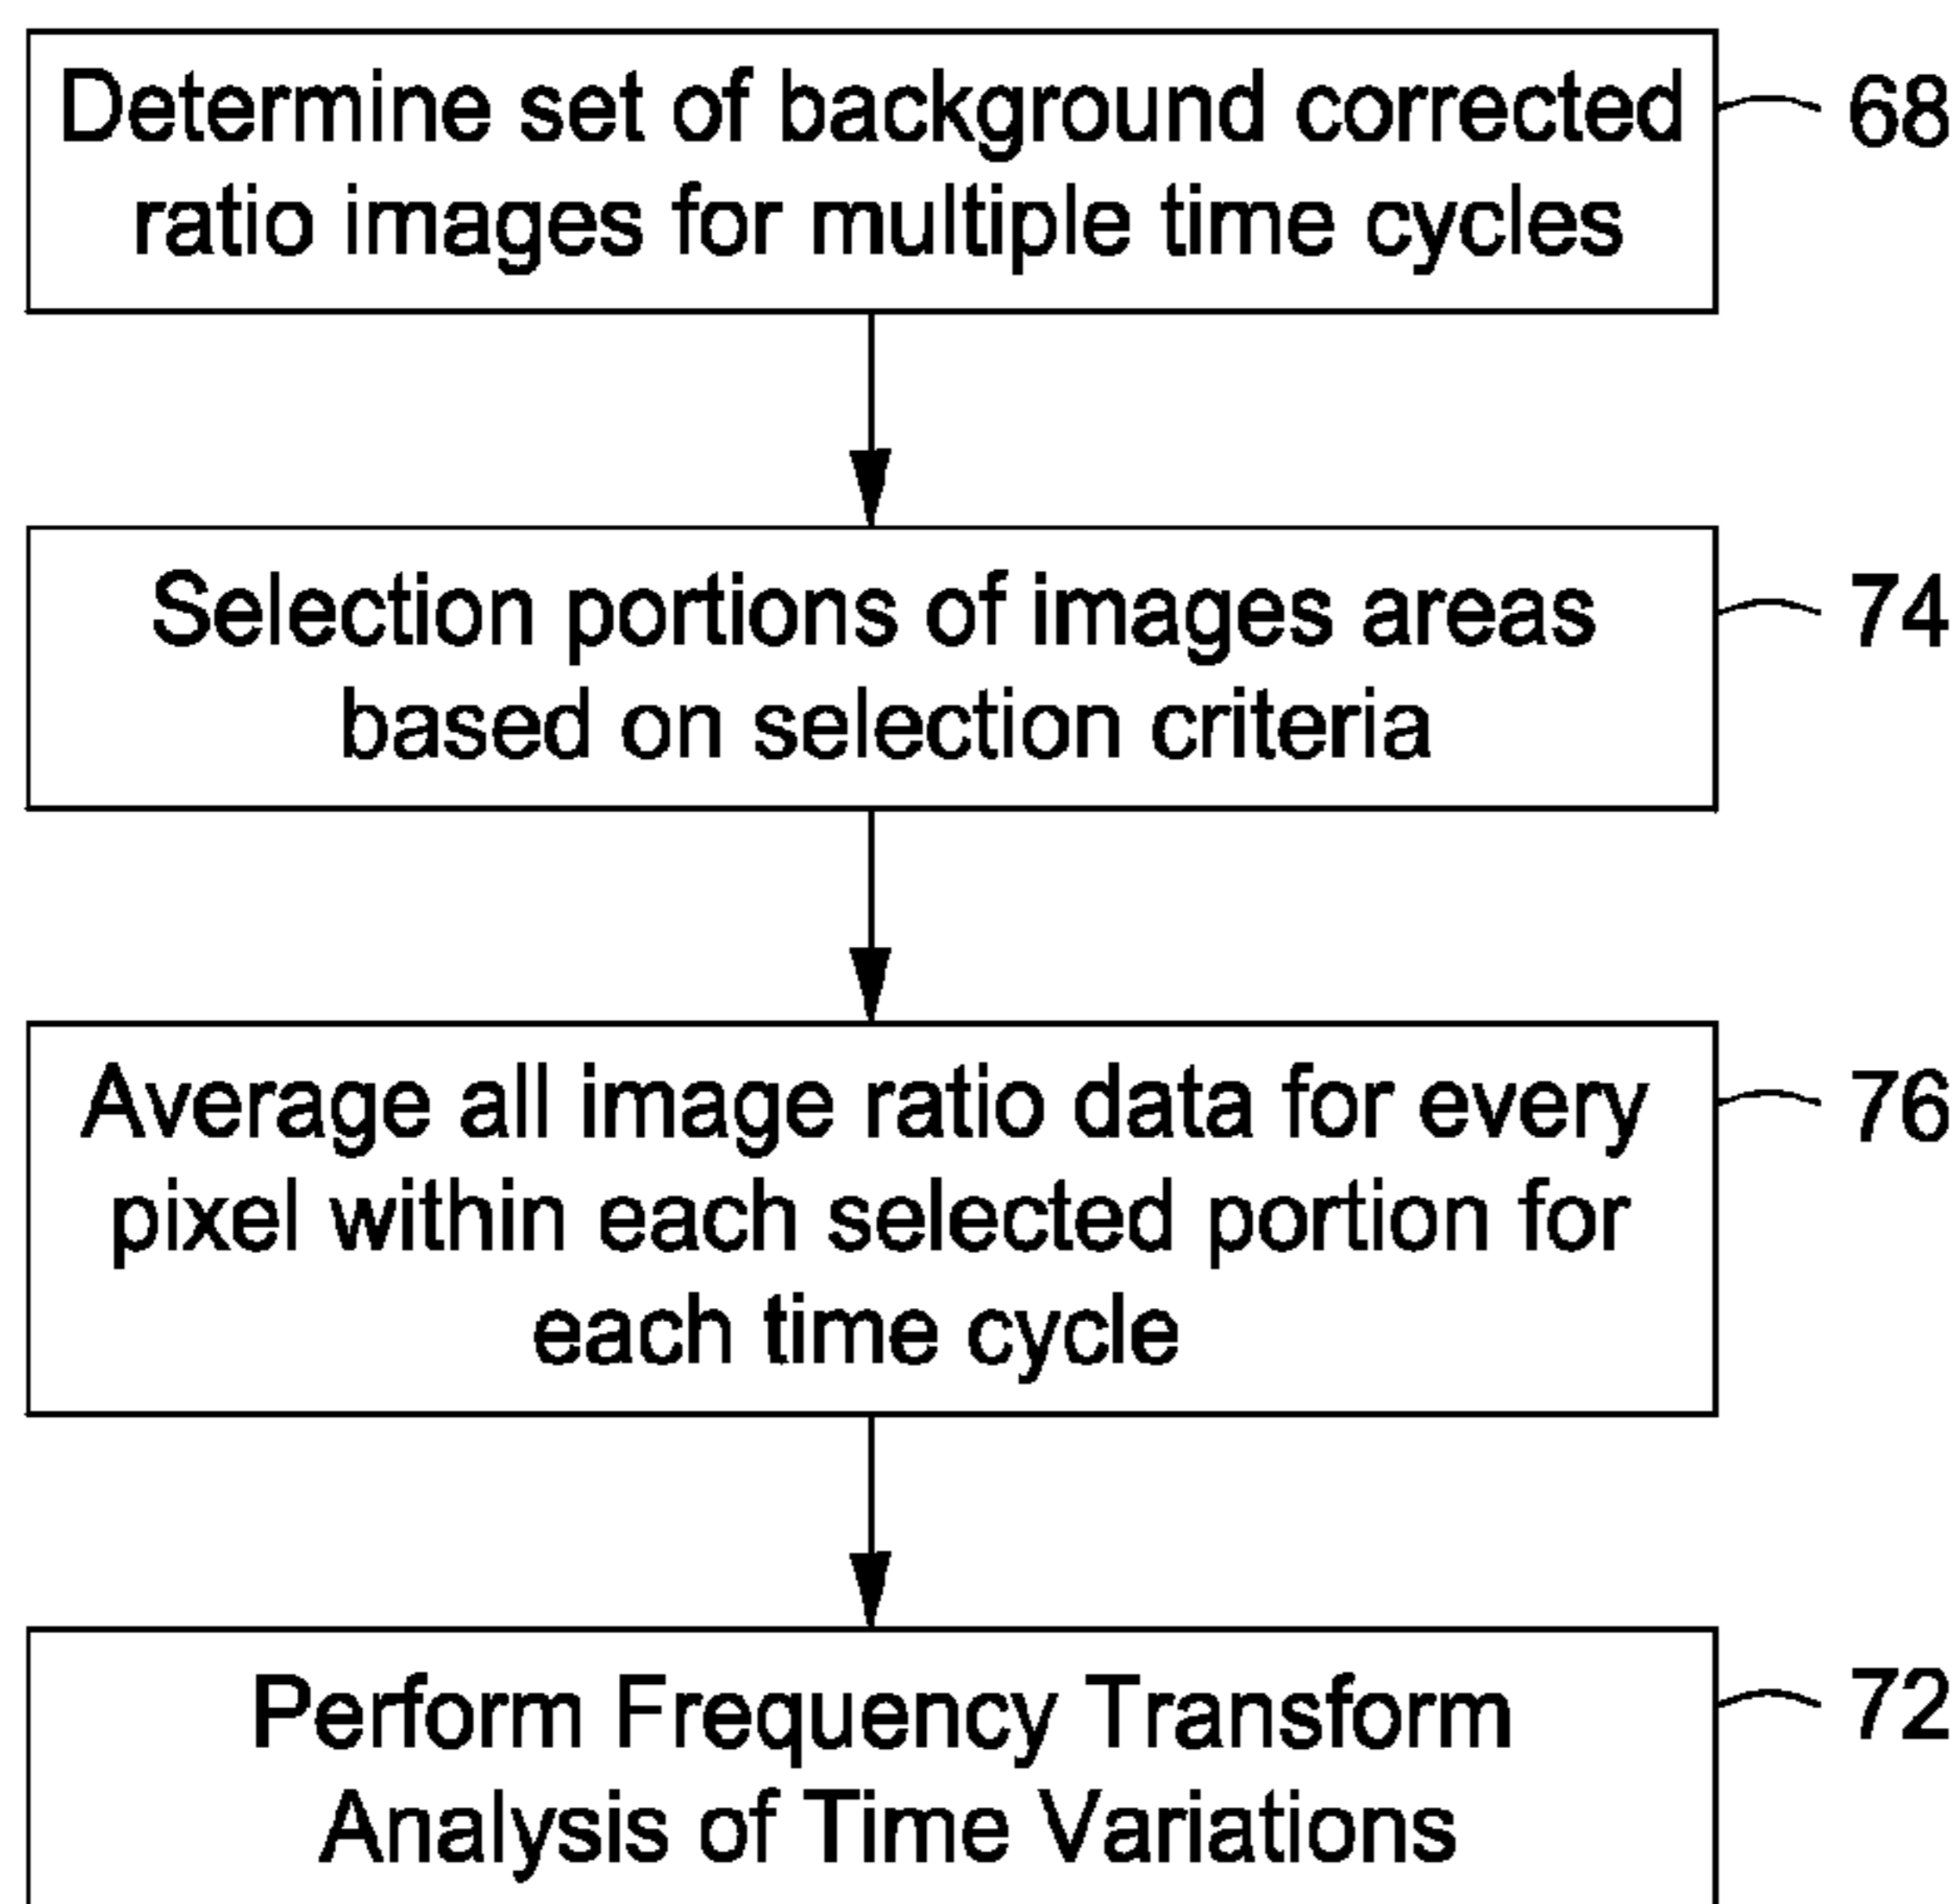 Determine set of background corrected 68
ratio images for multiple time cycles
Selection portions of images areas 74
based on selection criteria
Average all image ratio data for every 76
pixel within each selected portion for
each time cycle
Perform Frequency Transform 72
Analysis of Time Variations